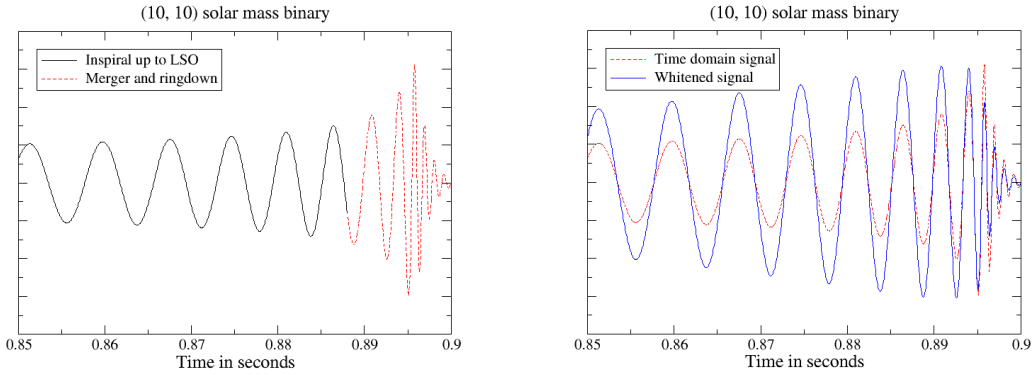 (10, 10) solar mass binary
Inspiral up to LSO
Merger and ringdown
0.85 0.86 0.87 0.88 0.89 0.9
Time in seconds
(10, 10) solar mass binary
Time domain signal
Whitened signal
0.85 0.86 0.87 0.88 0.89 0.9
Time in seconds